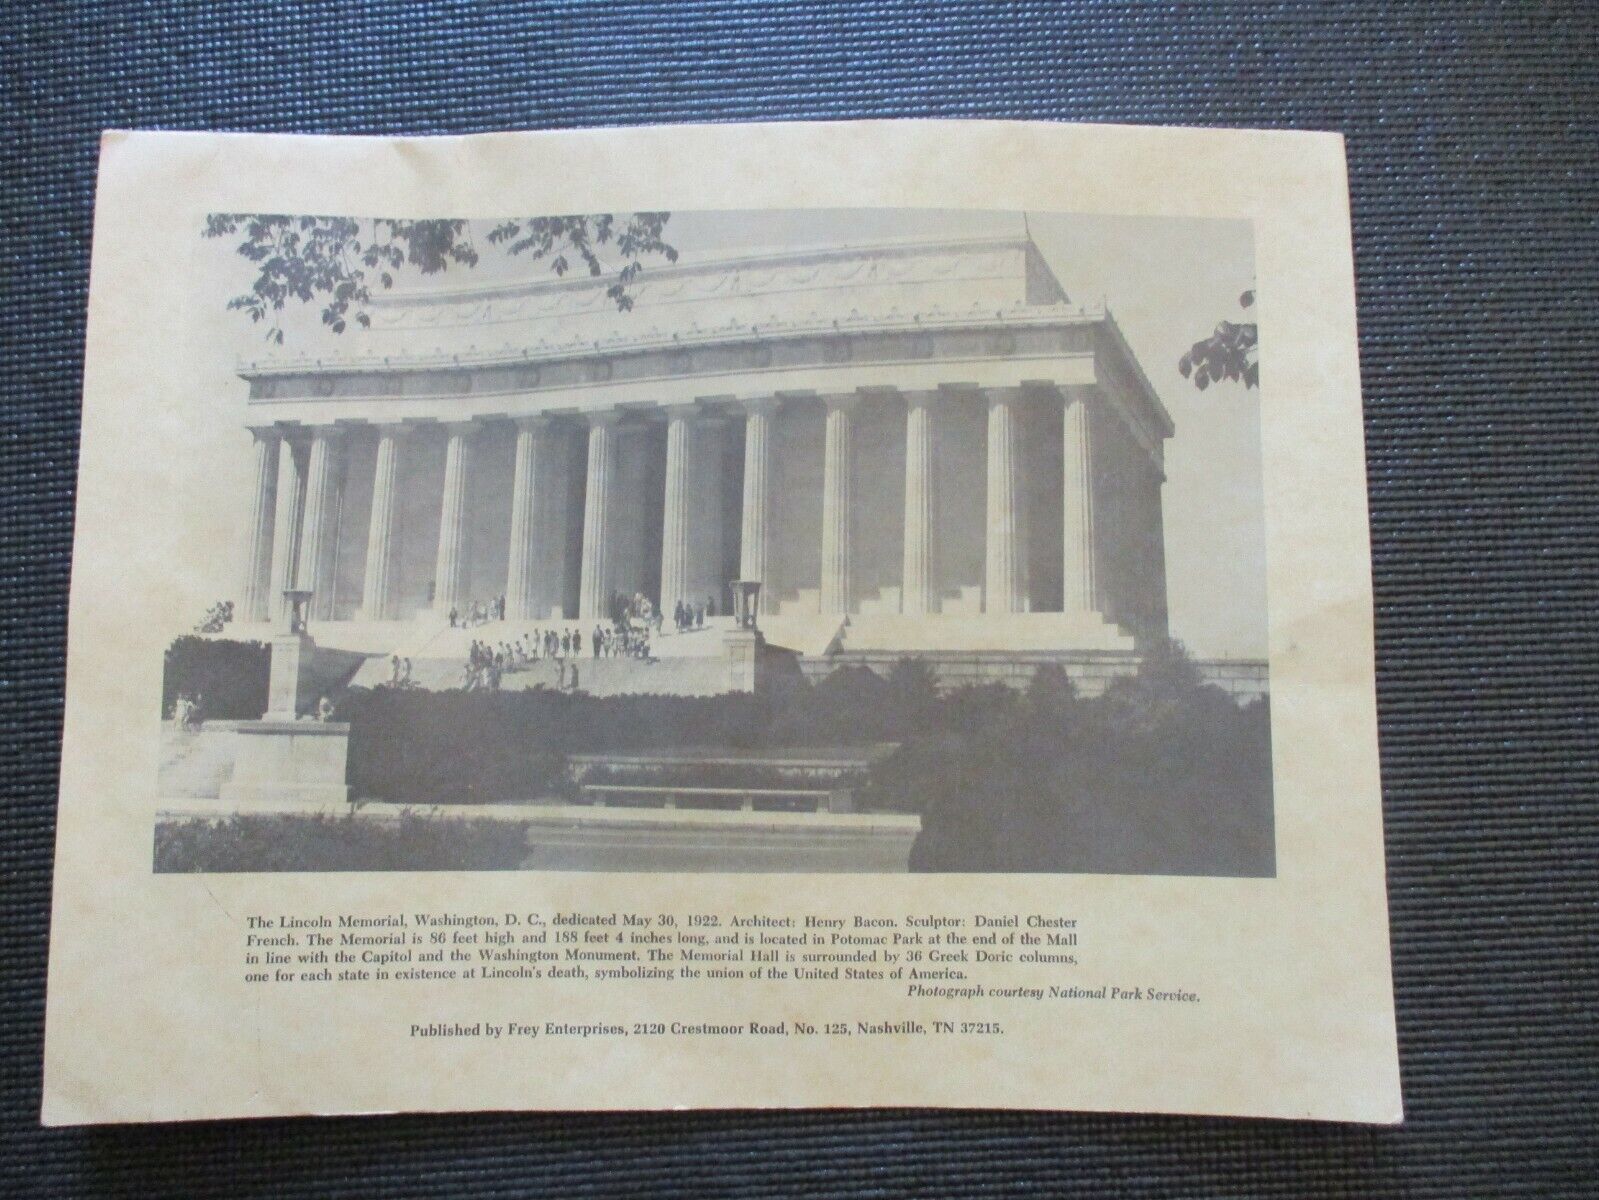 The Lincoln Memorial, Washington, D. C., dedicated May 30, 1922. Architect: Henry Bacon. Sculptor: Daniel Chester
French. The Memorial is 86 feet high and 188 feet 4 inches long, and is located in Potomac Park at the end of the Mall
in line with the Capitol and the Washington Monument. The Memorial Hall is surrounded by 36 Greek Doric columns,
one for each state in existence at Lincoln's death, symbolizing the union of the United States of America.
Photograph courtesy National Park Service.
Published by Frey Enterprises, 2120 Crestmoor Road, No. 125, Nashville, TN 37215.